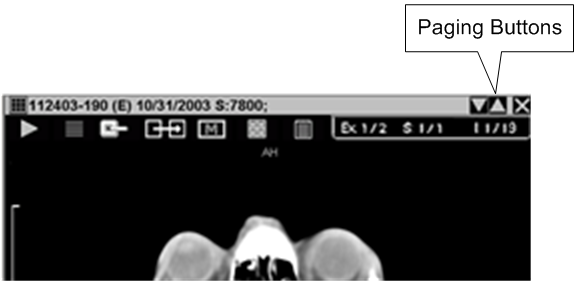 Paging Buttons
112403-190 (E) 10/31/2003 S:7800;
M
Ex 1/2 S 1/1 I 1/19
AH